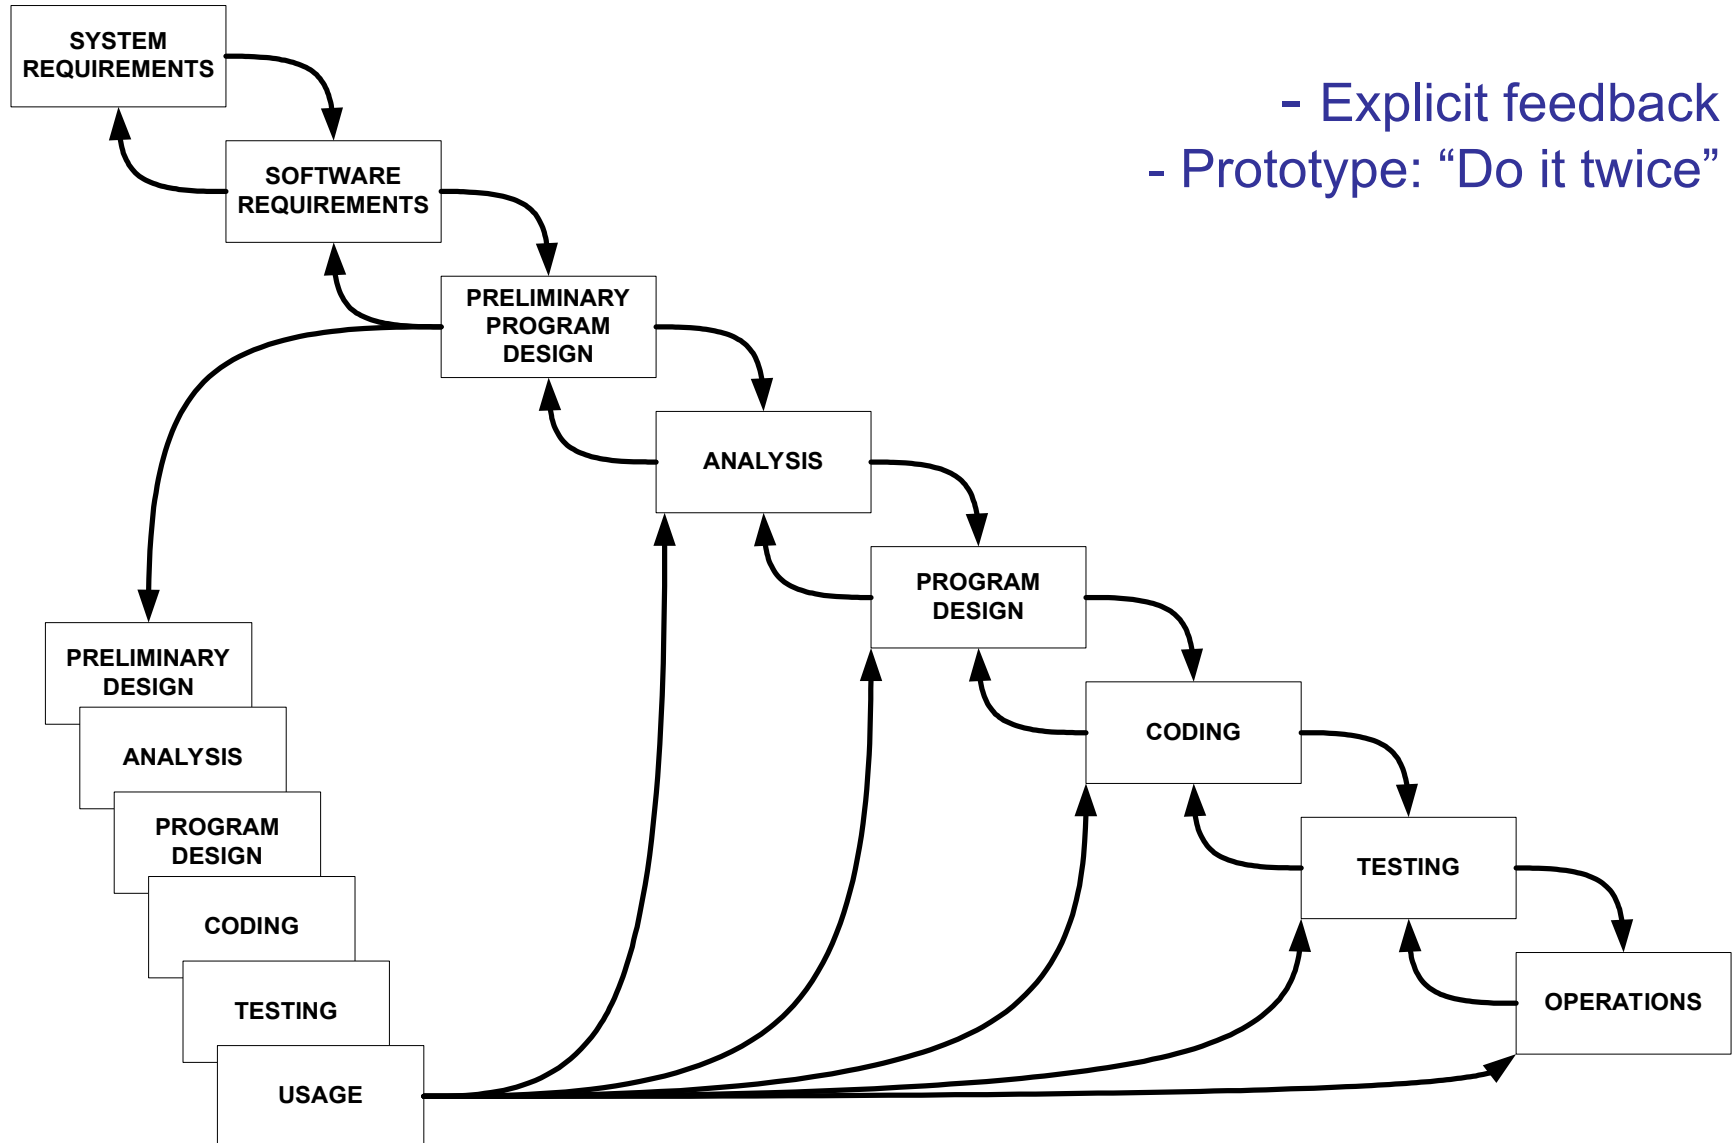 SYSTEM
REQUIREMENTS
- Explicit feedback
- Prototype: “Do it twice”
SOFTWARE
REQUIREMENTS
PRELIMINARY
PROGRAM
DESIGN
ANALYSIS
PROGRAM
DESIGN
CODING
TESTING
OPERATIONS
PRELIMINARY
DESIGN
ANALYSIS
PROGRAM
DESIGN
CODING
TESTING
USAGE